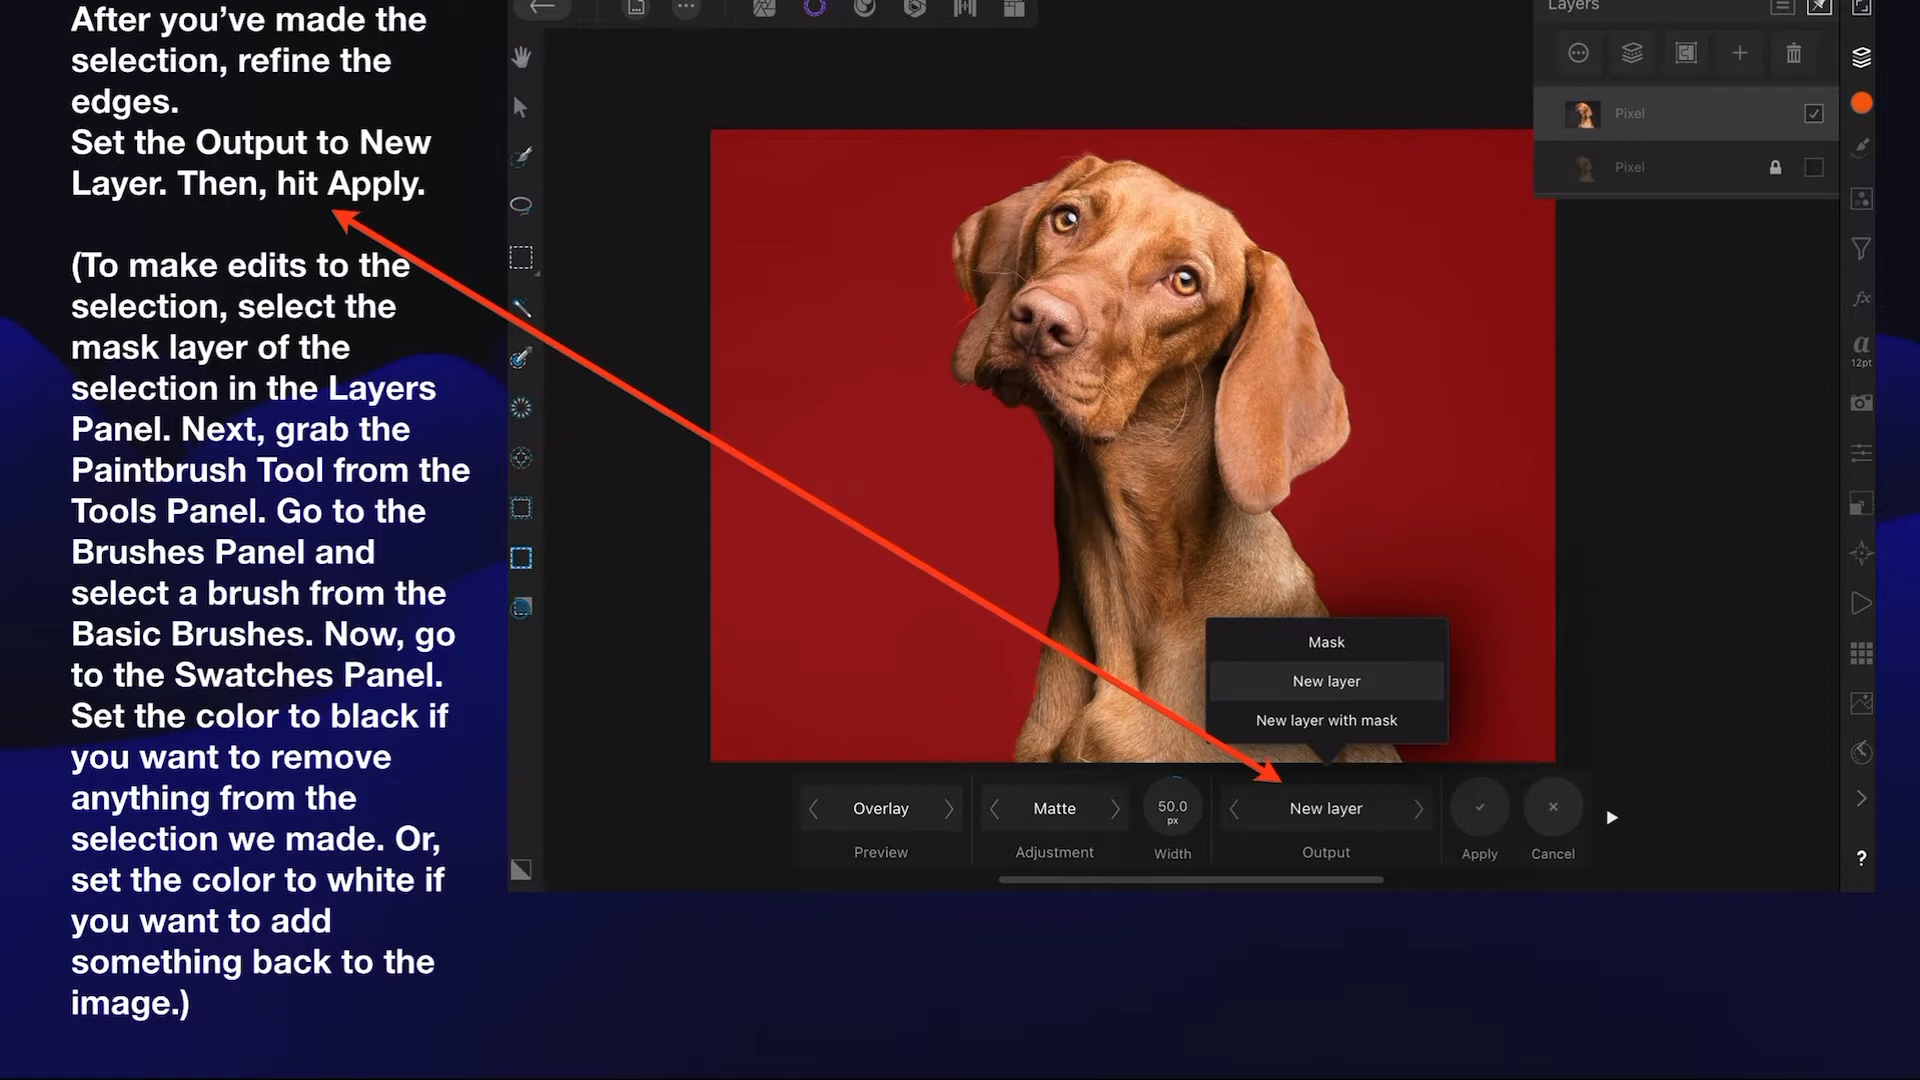 After you’ve made the
selection, refine the
edges.
Set the Output to New
Layer. Then, hit Apply.
(To make edits to the
selection, select the
mask layer of the
selection in the Layers
Panel. Next, grab the
Paintbrush Tool from the
Tools Panel. Go to the
Brushes Panel and
select a brush from the
Basic Brushes. Now, go
to the Swatches Panel.
Set the color to black if
you want to remove
anything from the
selection we made. Or,
set the color to white if
you want to add
something back to the
image.)
Layers
Pixel
Pixel
fx
a
12pt
Mask
New layer
New layer with mask
Overlay
Preview
Matte
Adjustment
50.0
px
Width
New layer
Output
Apply
Cancel
?